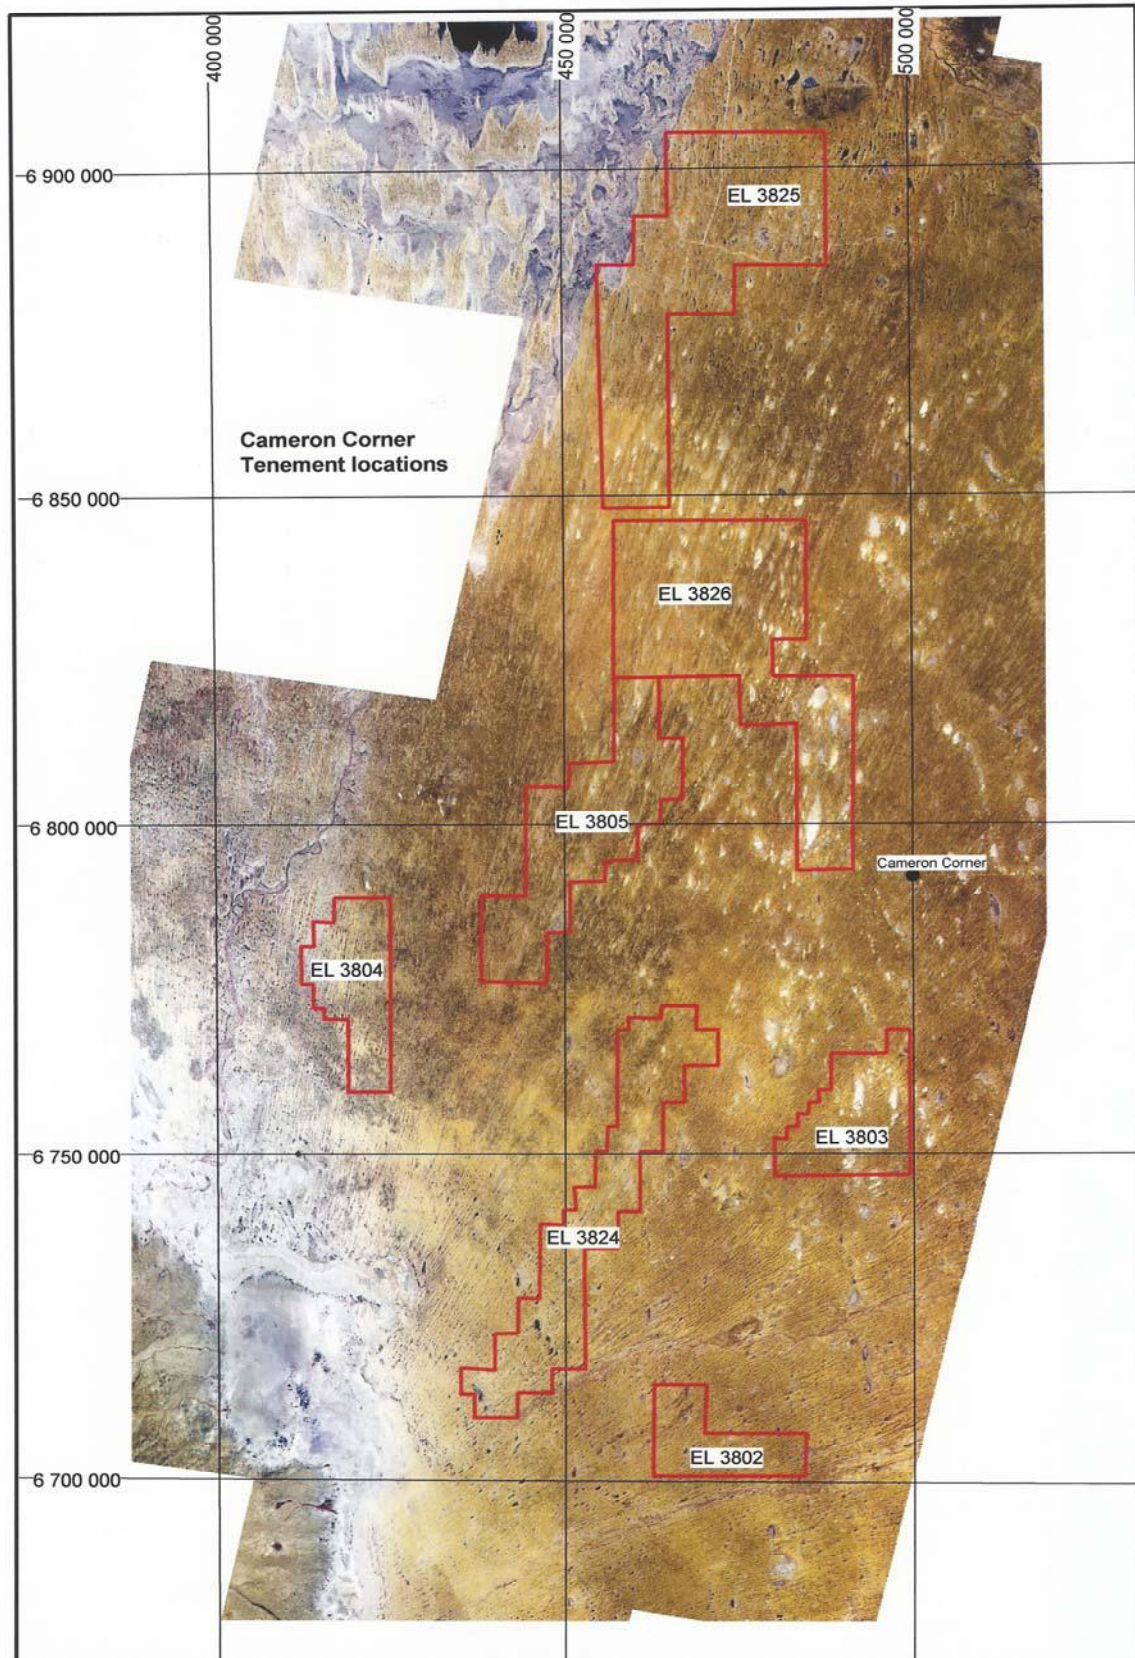 400 000
450 000
500 000
6 900 000
EL 3825
Cameron Corner
Tenement locations
6 850 000
EL 3826
6 800 000
EL 3805
Cameron Corner
EL 3804
EL 3803
6 750 000
EL 3824
EL 3802
6 700 000